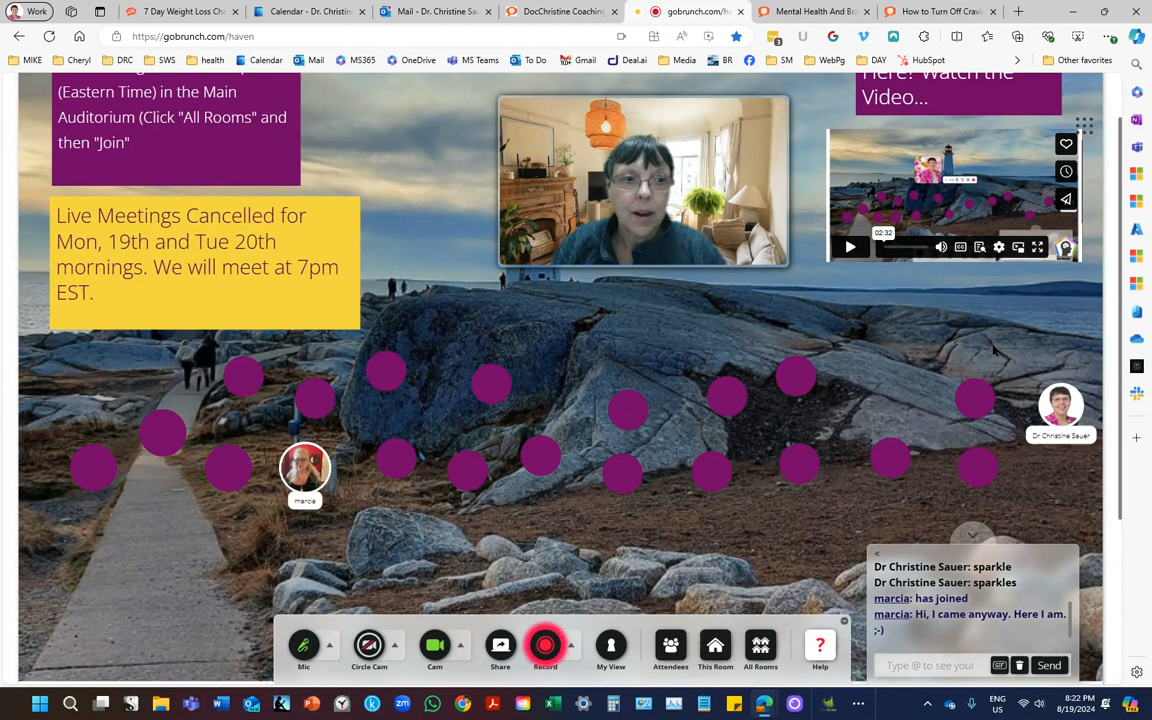 Work
7 Day Weight Loss Ch
Calendar - Dr. Christin
Mail - Dr. Christine Sa
DocChristine Coaching
gobrunch.com/hav
Mental Health And Br
How to Turn Off Cravi
https://gobrunch.com/haven
MIKE
Cheryl
DRC
SWS
health
Calendar
Mail
MS365
OneDrive
MS Teams
To Do
Gmail
Deal.ai
Media
BR
SM
WebPg
DAY
HubSpot
Other favorites
(Eastern Time) in the Main
Auditorium (Click "All Rooms" and
then "Join"
Here? Watch the
Video...
02:32
Live Meetings Cancelled for
Mon, 19th and Tue 20th
mornings. We will meet at 7pm
EST.
Dr Christine Sauer
marcia
<
Dr Christine Sauer: sparkle
Dr Christine Sauer: sparkles
marcia: has joined
marcia: Hi, I came anyway. Here I am.
;-)
Type @ to see your
GIF
Send
Mic
Circle Cam
Cam
Share
Record
My View
Attendees
This Room
All Rooms
Help
ENG
US
8:22 PM
8/19/2024